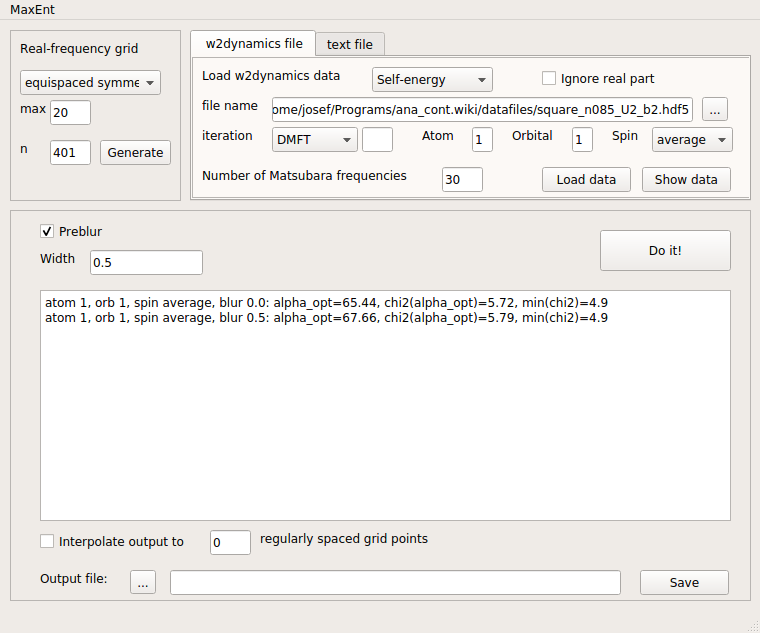 MaxEnt
Real-frequency grid
equispaced symme
max 20
n 401 Generate
w2dynamics file text file
Load w2dynamics data Self-energy Ignore real part
file name ome/josef/Programs/ana_cont.wiki/datafiles/square_n085_U2_b2.hdf5 ...
iteration DMFT Atom 1 Orbital 1 Spin average
Number of Matsubara frequencies 30 Load data Show data
Preblur
Width 0.5
Do it!
atom 1, orb 1, spin average, blur 0.0: alpha_opt=65.44, chi2(alpha_opt)=5.72, min(chi2)=4.9
atom 1, orb 1, spin average, blur 0.5: alpha_opt=67.66, chi2(alpha_opt)=5.79, min(chi2)=4.9
Interpolate output to 0 regularly spaced grid points
Output file: ... Save